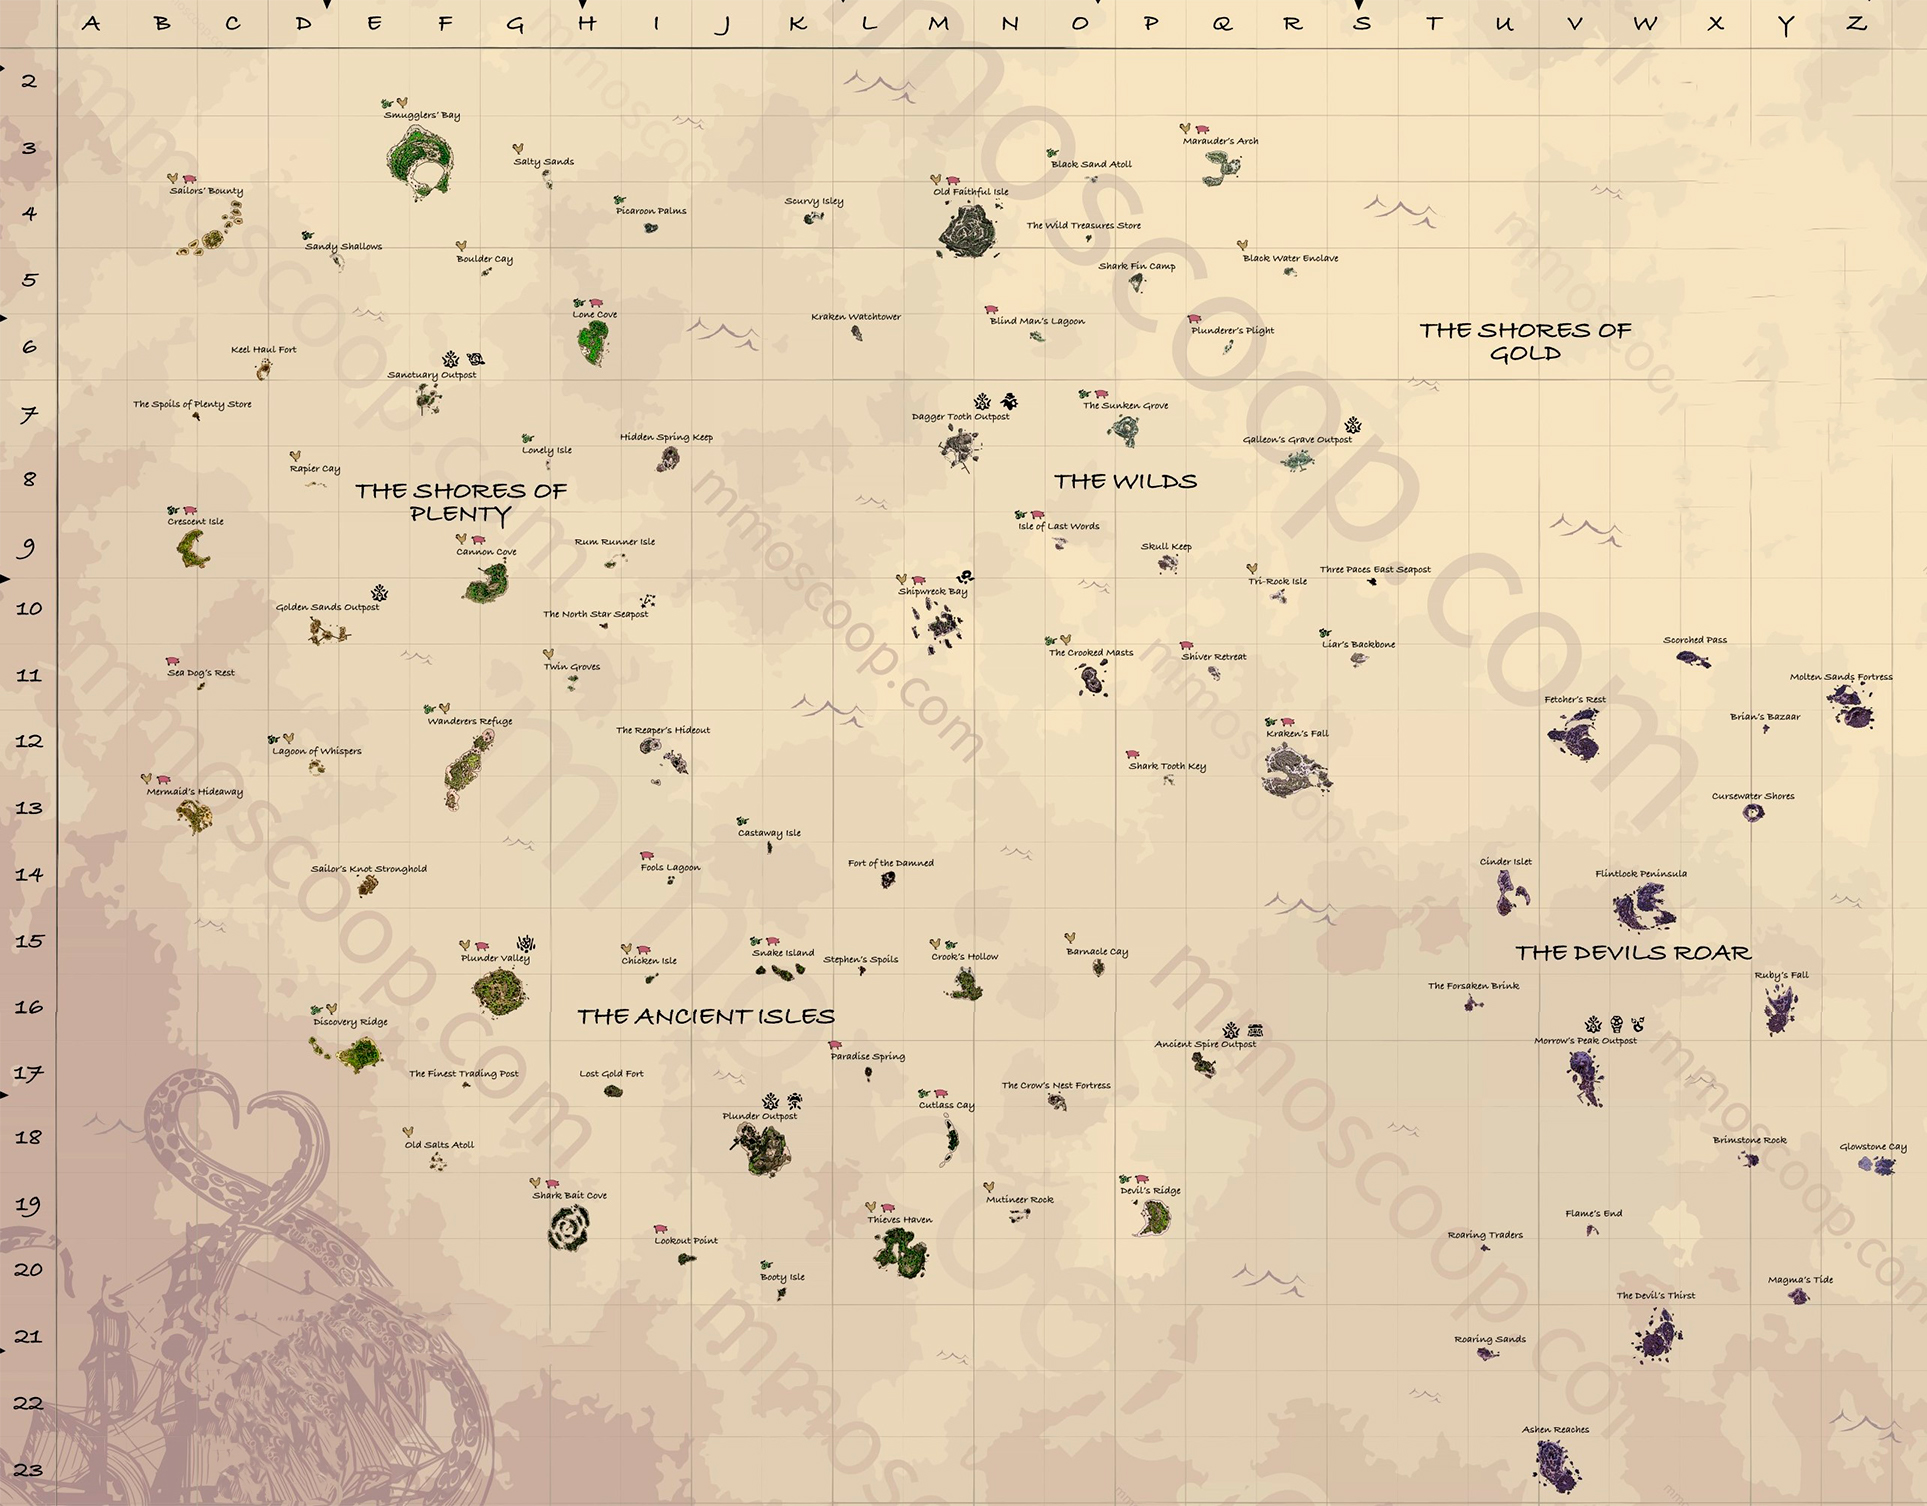 A B C D E F G H I J K L M N O P Q R S T U V W X Y Z
2
Smugglers' Bay
3
Marauder's Arch
Salty Sands
Black Sand Atoll
Sailors' Bounty
Old Faithful Isle
4
Scurvy Isley
Picaroon Palms
The Wild Treasures Store
Sandy Shallows
Boulder Cay
Black Water Enclave
Shark Fin Camp
5
Lone Cove
Kraken Watchtower
Blind Man's Lagoon
Plunderer's Plight
THE SHORES OF
GOLD
6
Keel Haul Fort
Sanctuary Outpost
The Spoils of Plenty Store
The Sunken Grove
7
Dagger Tooth Outpost
Hidden Spring Keep
Galleon's Grave Outpost
Lonely Isle
Rapier Cay
8
THE WILDS
THE SHORES OF
PLENTY
Crescent Isle
Isle of Last Words
9
Rum Runner Isle
Skull Keep
Cannon Cove
Three Paces East Seapost
Tri-Rock Isle
Shipwreck Bay
10
Golden Sands Outpost
The North Star Seapost
Scorched Pass
Liar's Backbone
The Crooked Masts
Shiver Retreat
Twin Groves
Sea Dog's Rest
11
Molten Sands Fortress
Fetcher's Rest
Brian's Bazaar
Wanderers Refuge
The Reaper's Hideout
Kraken's Fall
12
Lagoon of Whispers
Shark Tooth Key
Mermaid's Hideaway
Cursewater Shores
13
Castaway Isle
Cinder Islet
Fort of the Damned
Fools Lagoon
Sailor's Knot Stronghold
14
Flintlock Peninsula
15
Barnacle Cay
Snake Island
THE DEVILS ROAR
Plunder Valley
Chicken Isle
Stephen's Spoils
Crook's Hollow
Ruby's Fall
The Forsaken Brink
16
THE ANCIENT ISLES
Discovery Ridge
Morrow's Peak Outpost
Ancient Spire Outpost
Paradise Spring
17
The Finest Trading Post
Lost Gold Fort
The Crow's Nest Fortress
Cutlass Cay
Plunder Outpost
18
Old Salts Atoll
Brimstone Rock
Glowstone Cay
Devil's Ridge
Shark Bait Cove
Mutineer Rock
19
Flame's End
Thieves Haven
Roaring Traders
Lookout Point
20
Booty Isle
Magma's Tide
The Devil's Thirst
21
Roaring Sands
22
Ashen Reaches
23
mmoscoop.com
mmoscoop.com
mmoscoop.com
mmoscoop.com
mmoscoop.com
mmoscoop.com